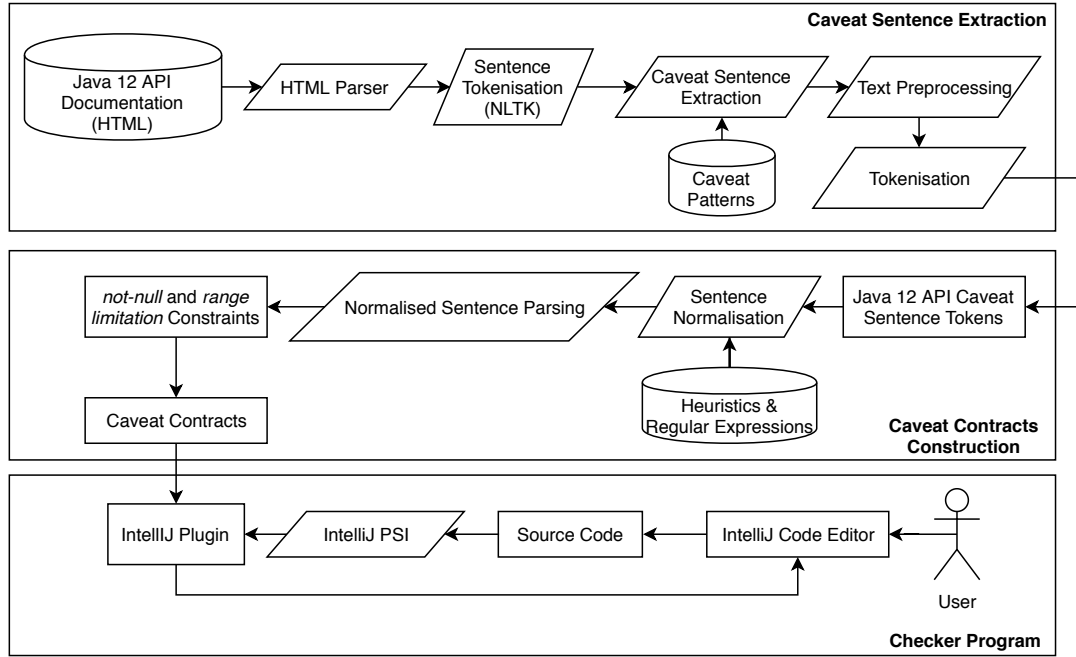 Caveat Sentence Extraction
Java 12 API
Documentation
(HTML)
HTML Parser
Sentence
Tokenisation
(NLTK)
Caveat Sentence
Extraction
Text Preprocessing
Caveat
Patterns
Tokenisation
not-null and range
limitation Constraints
Normalised Sentence Parsing
Sentence
Normalisation
Java 12 API Caveat
Sentence Tokens
Heuristics &
Regular Expressions
Caveat Contracts
Caveat Contracts
Construction
IntellIJ Plugin
IntelliJ PSI
Source Code
IntelliJ Code Editor
User
Checker Program